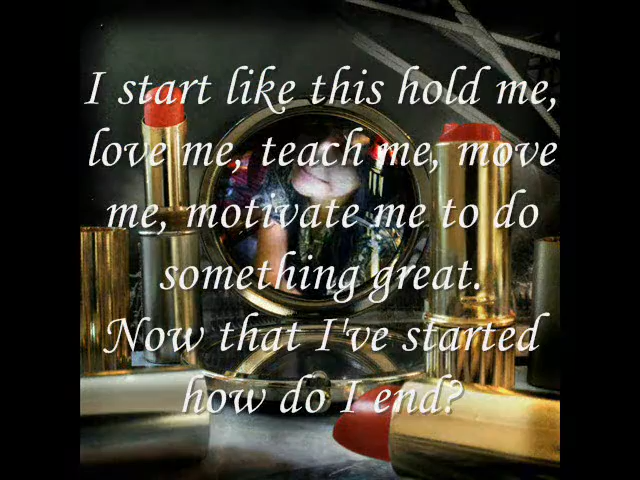 I start like this hold me,
love me, teach me, move
me, motivate me to do
something great.
Now that I've started
how do I end?